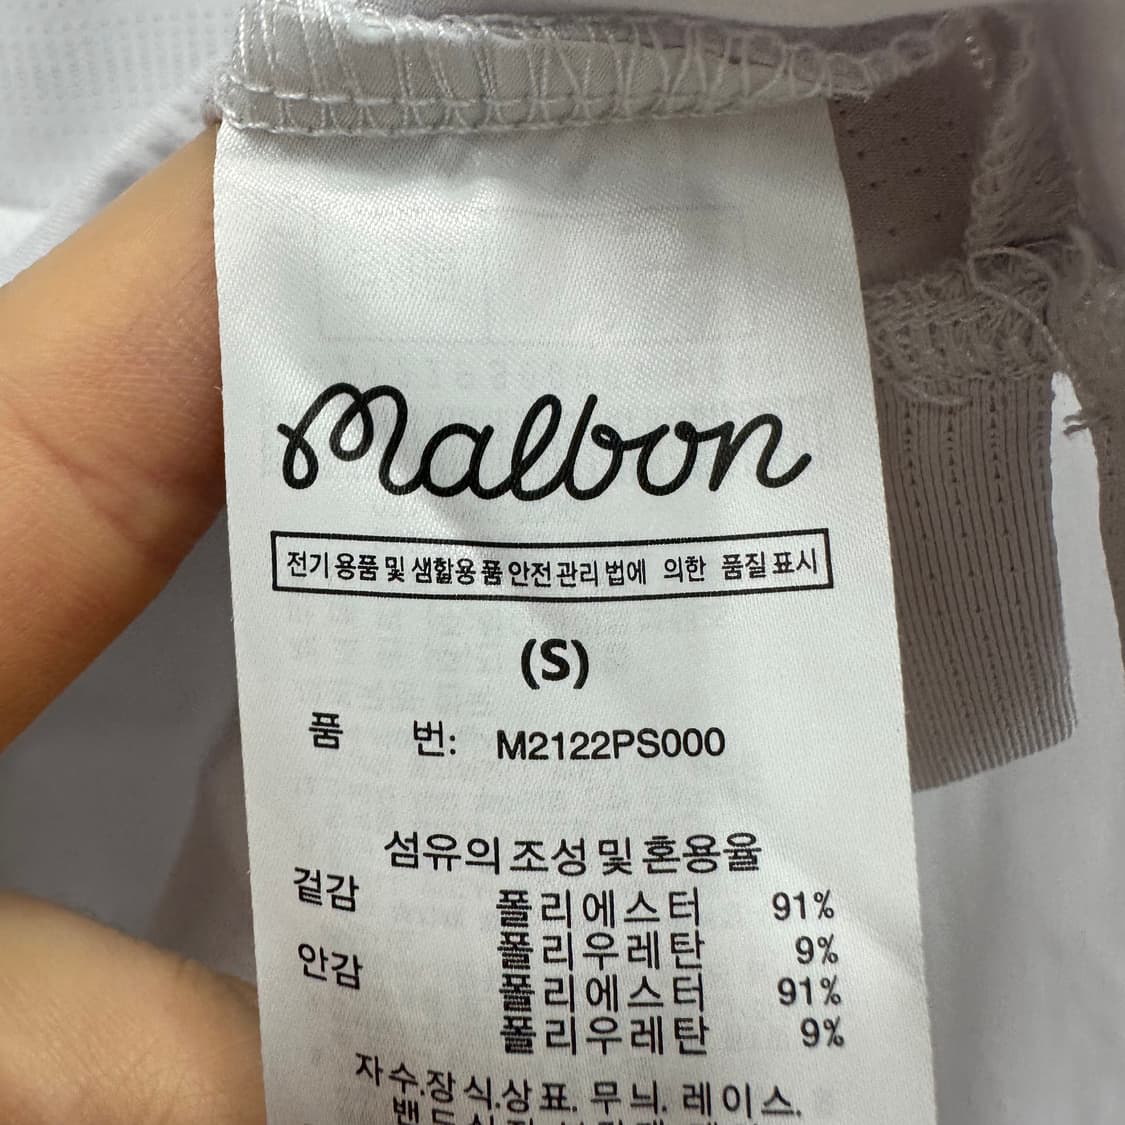 Malbon
전기용품 및 생활용품 안전관리법에 의한 품질표시
(S)
품 번: M2122PS000
섬유의 조성 및 혼용율
겉감 폴리에스터 91%
폴리우레탄 9%
안감 폴리에스터 91%
폴리우레탄 9%
자수.장식.상표. 무늬. 레이스.